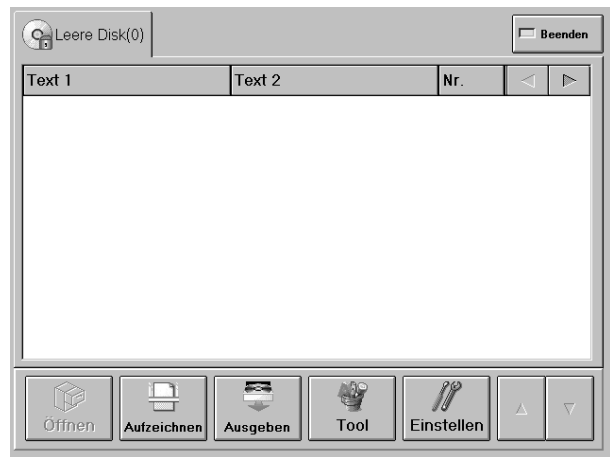 Leere Disk(0)
Beenden
Text 1 Text 2 Nr.
Öffnen Aufzeichnen Ausgeben Tool Einstellen